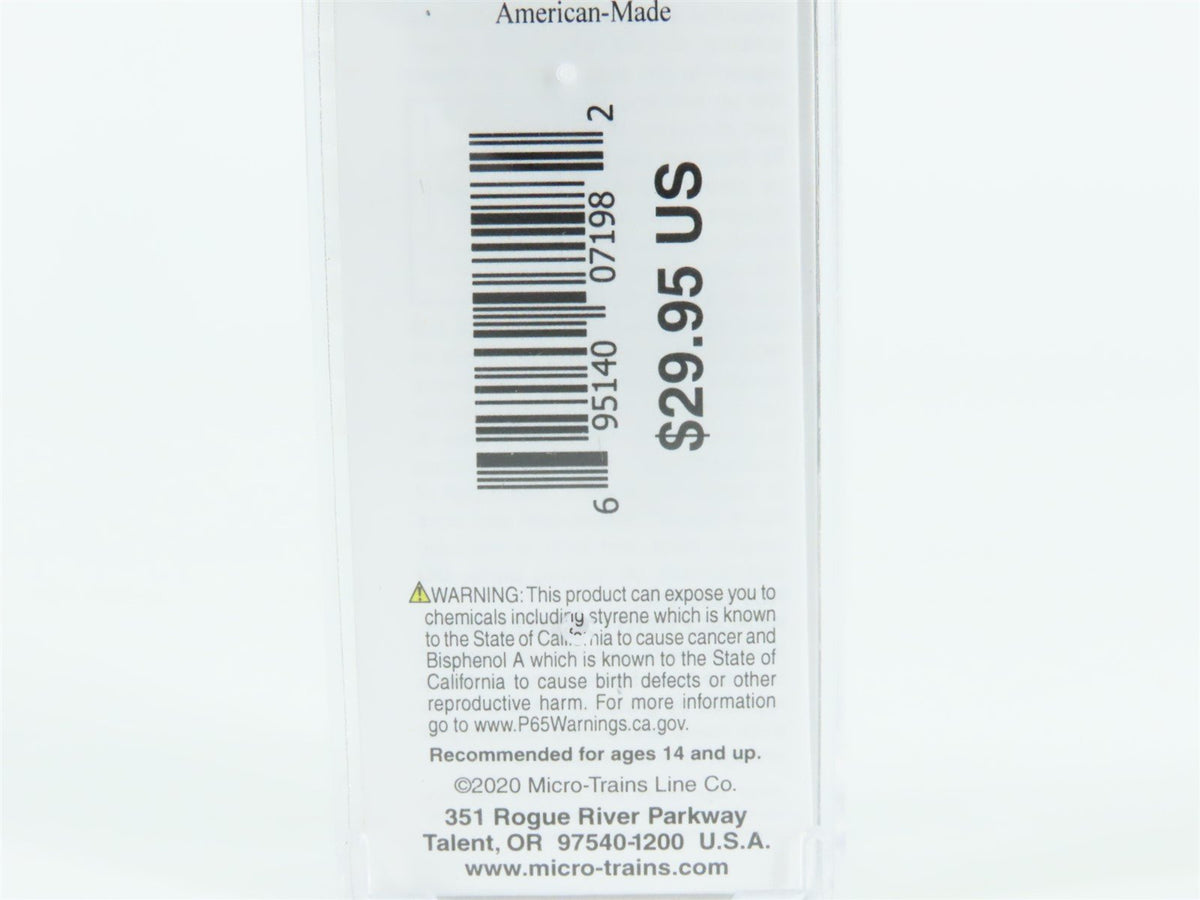 American-Made
6 95140 07198 2
$29.95 US
WARNING: This product can expose you to
chemicals including styrene which is known
to the State of California to cause cancer and
Bisphenol A which is known to the State of
California to cause birth defects or other
reproductive harm. For more information
go to www.P65Warnings.ca.gov.
Recommended for ages 14 and up.
©2020 Micro-Trains Line Co.
351 Rogue River Parkway
Talent, OR 97540-1200 U.S.A.
www.micro-trains.com